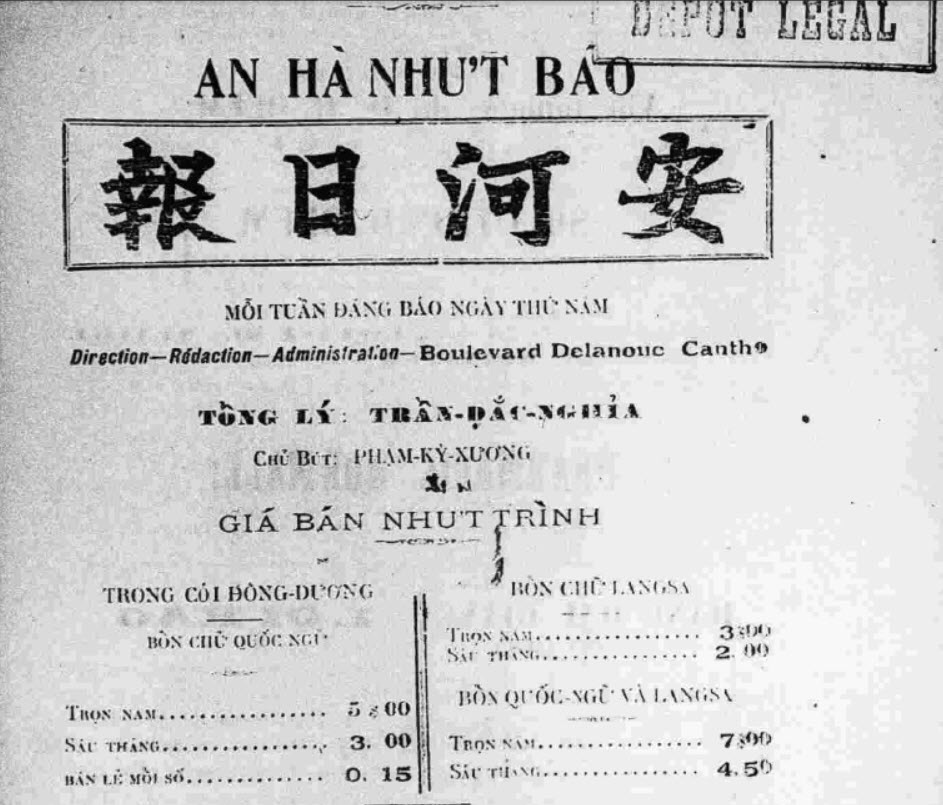 DÉPÔT LEGAL
AN HÀ NHỰ'T BÁO
報日河安
MỖI TUẦN ĐĂNG BÁO NGÀY THỨ NĂM
Direction—Rédaction—Administration—Boulevard Delanoue Cantho
TỔNG LÝ: TRẦN-ĐẮC-NGHĨA
CHỦ BÚT: PHẠM-KỲ-XƯƠNG
GIÁ BÁN NHỰT TRÌNH
TRONG CÕI ĐÔNG-DƯƠNG
BỔN CHỮ QUỐC NGỮ
TRỌN NĂM................. 5 $ 00
SÁU THÁNG................. 3. 00
BÁN LẺ MỖI SỐ.............. 0. 15
BỔN CHỮ LANGSA
TRỌN NĂM................. 3$00
SÁU THÁNG................. 2. 00
BỔN QUỐC-NGỮ VÀ LANGSA
TRỌN NĂM................. 7$00
SÁU THÁNG................. 4.50